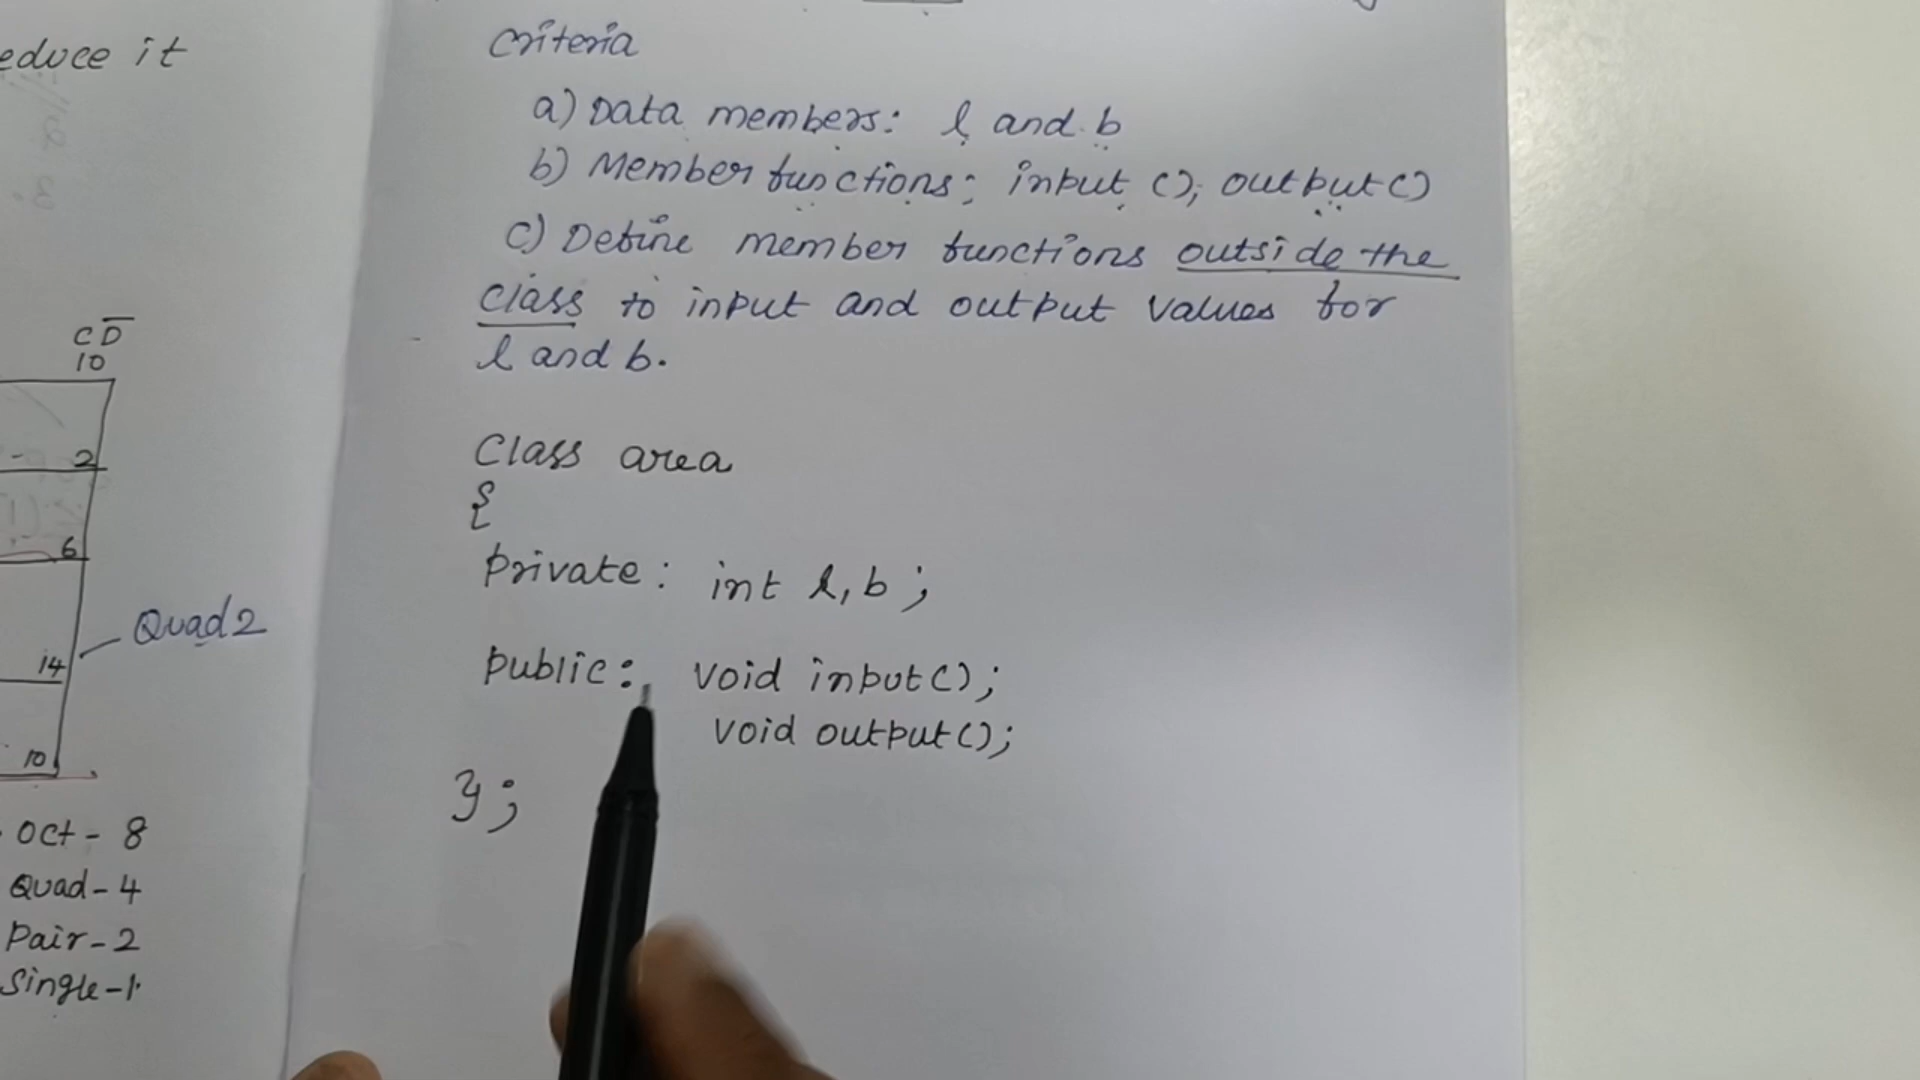 educe it
CD̅
10
2
6
14
10
Quad 2
Oct - 8
Quad - 4
Pair - 2
Single - 1
Criteria
a) Data members: l and b
b) Member functions: input (), output ()
c) Define member functions outside the
class to input and output values for
l and b.
Class area
{
private: int l, b ;
public: void input();
void output();
};